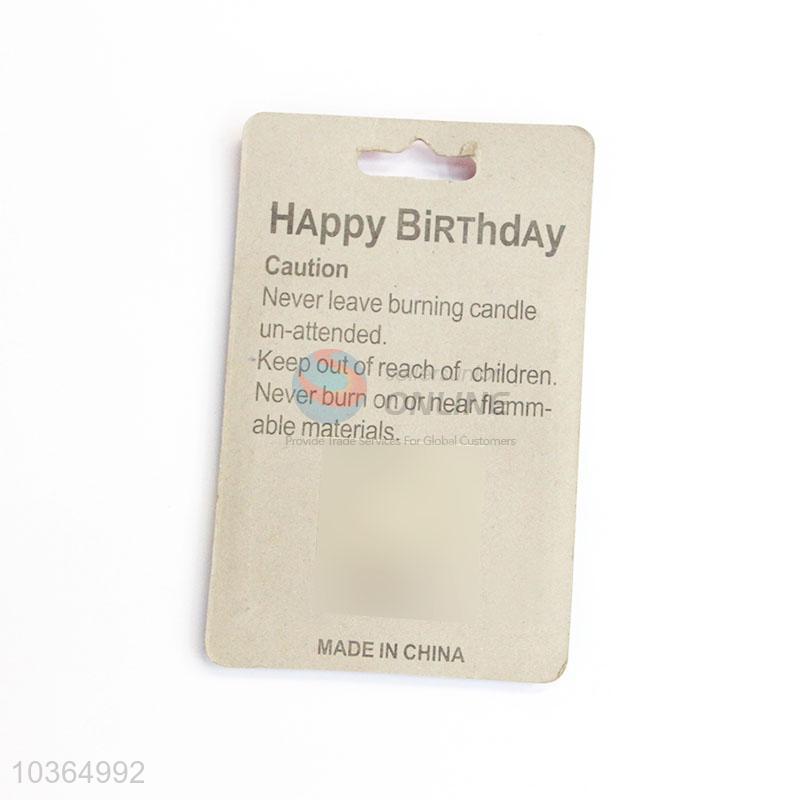 HAppy BiRThdAy
Caution
Never leave burning candle
un-attended.
Keep out of reach of children.
Never burn on or near flamm-
able materials.
ONLINE
Provide Trade Services For Global Customers
MADE IN CHINA
10364992